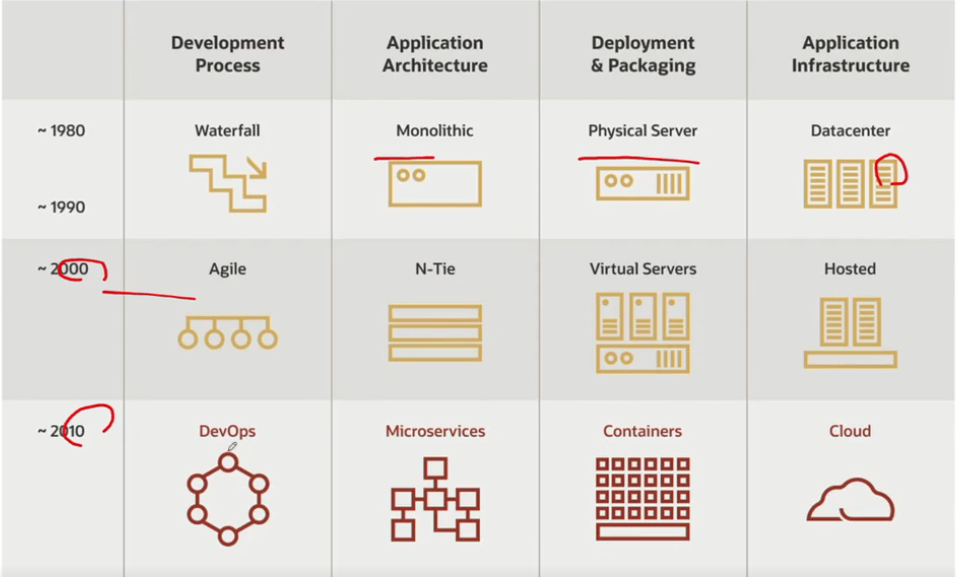 Development
Process
Application
Architecture
Deployment
& Packaging
Application
Infrastructure
~ 1980
Waterfall
Monolithic
Physical Server
Datacenter
~ 1990
~ 2000
Agile
N-Tie
Virtual Servers
Hosted
~ 2010
DevOps
Microservices
Containers
Cloud